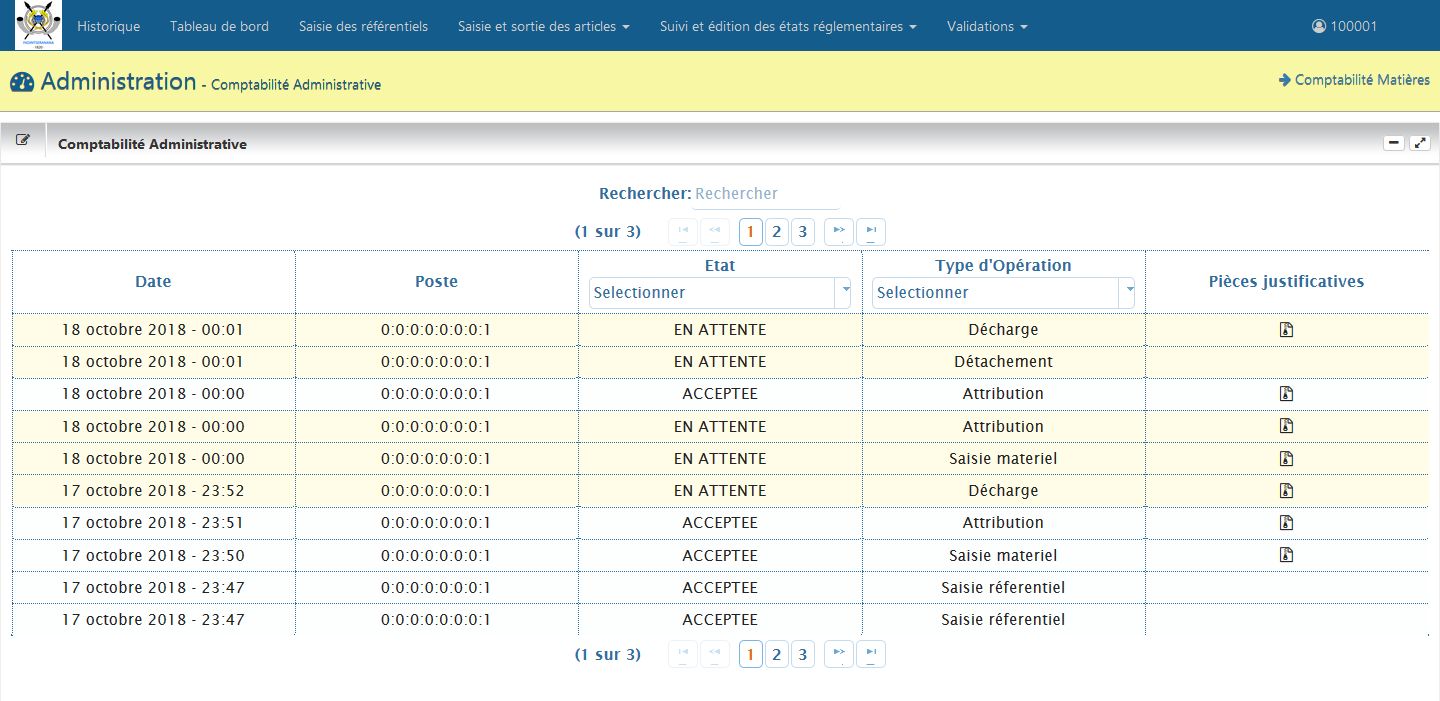 Historique Tableau de bord Saisie des référentiels Saisie et sortie des articles Suivi et édition des états réglementaires Validations 100001
Administration - Comptabilité Administrative Comptabilité Matières
Comptabilité Administrative
Rechercher: Rechercher
(1 sur 3) 1 2 3
Date Poste Etat Type d'Opération Pièces justificatives
Selectionner Selectionner
18 octobre 2018 - 00:01 0:0:0:0:0:0:0:1 EN ATTENTE Décharge
18 octobre 2018 - 00:01 0:0:0:0:0:0:0:1 EN ATTENTE Détachement
18 octobre 2018 - 00:00 0:0:0:0:0:0:0:1 ACCEPTEE Attribution
18 octobre 2018 - 00:00 0:0:0:0:0:0:0:1 EN ATTENTE Attribution
18 octobre 2018 - 00:00 0:0:0:0:0:0:0:1 EN ATTENTE Saisie materiel
17 octobre 2018 - 23:52 0:0:0:0:0:0:0:1 EN ATTENTE Décharge
17 octobre 2018 - 23:51 0:0:0:0:0:0:0:1 ACCEPTEE Attribution
17 octobre 2018 - 23:50 0:0:0:0:0:0:0:1 ACCEPTEE Saisie materiel
17 octobre 2018 - 23:47 0:0:0:0:0:0:0:1 ACCEPTEE Saisie réferentiel
17 octobre 2018 - 23:47 0:0:0:0:0:0:0:1 ACCEPTEE Saisie réferentiel
(1 sur 3) 1 2 3